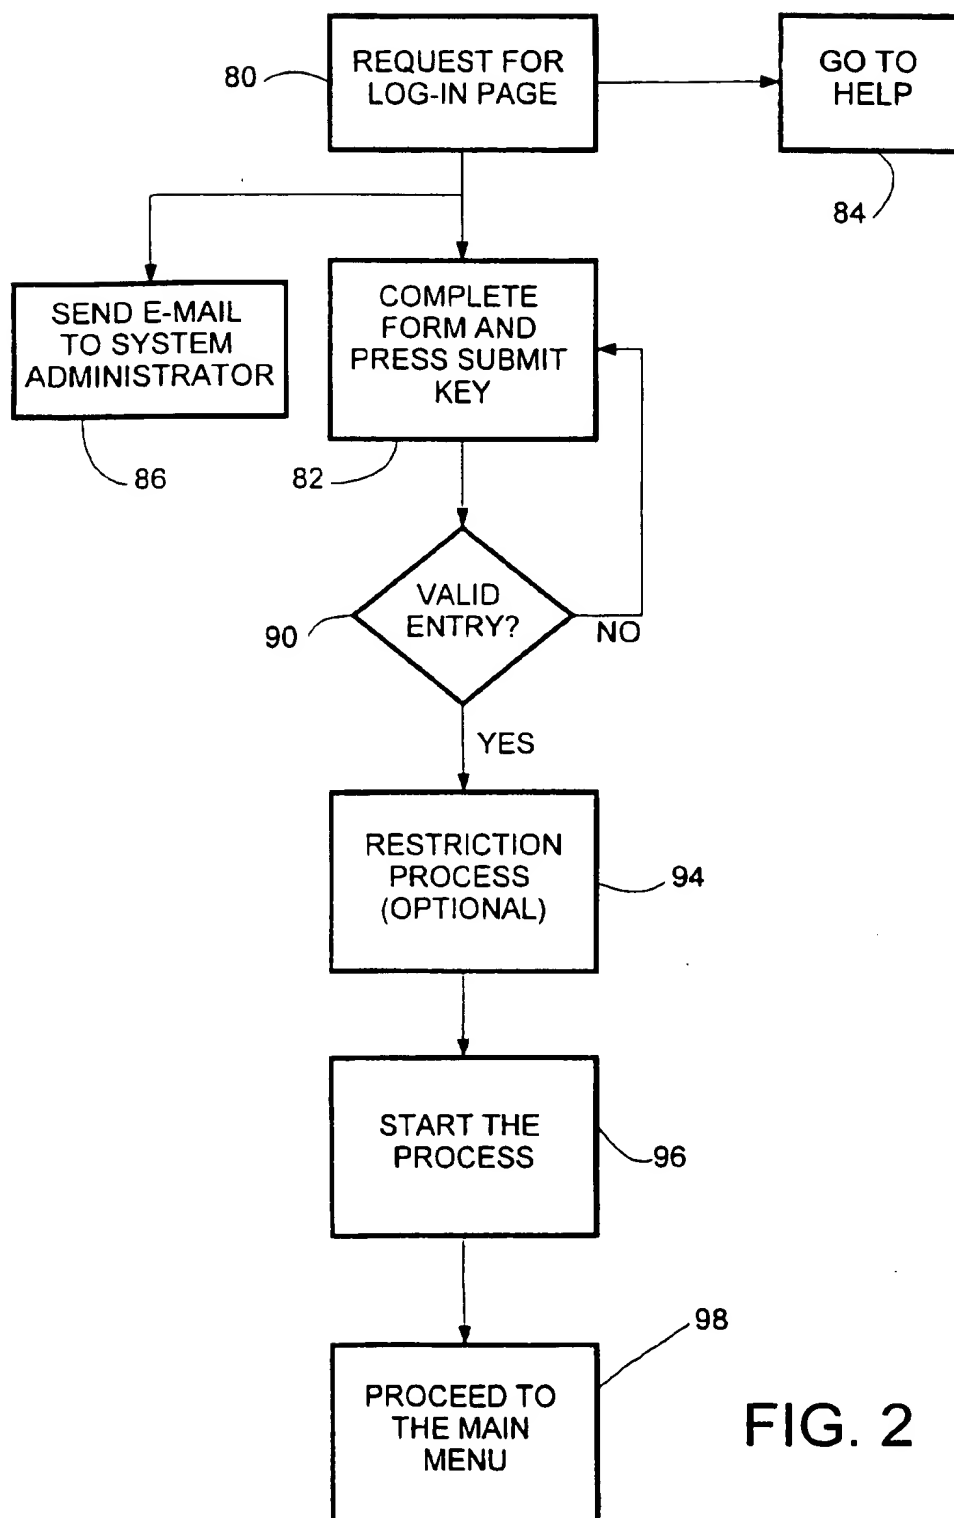 REQUEST FOR
LOG-IN PAGE
80
GO TO
HELP
84
SEND E-MAIL
TO SYSTEM
ADMINISTRATOR
86
COMPLETE
FORM AND
PRESS SUBMIT
KEY
82
VALID
ENTRY?
90
NO
YES
RESTRICTION
PROCESS
(OPTIONAL)
94
START THE
PROCESS
96
98
PROCEED TO
THE MAIN
MENU
FIG. 2